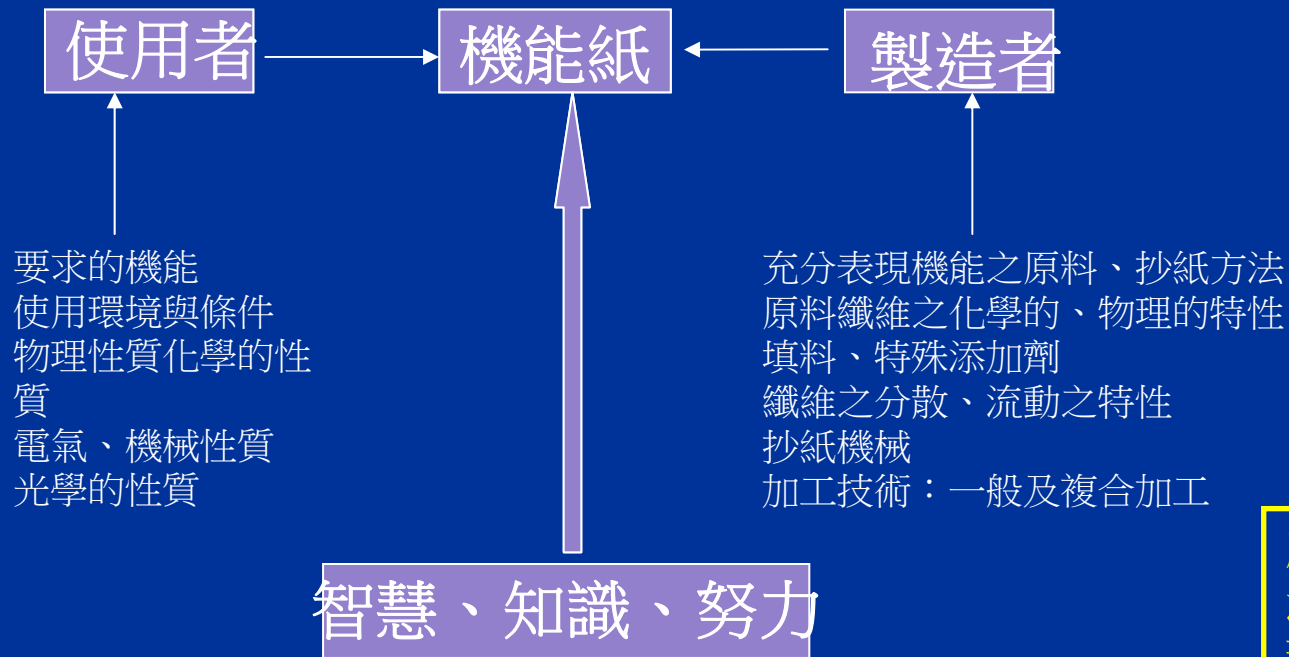 使用者
機能紙
製造者
要求的機能
使用環境與條件
物理性質化學的性
質
電氣、機械性質
光學的性質
充分表現機能之原料、抄紙方法
原料纖維之化學的、物理的特性
填料、特殊添加劑
纖維之分散、流動之特性
抄紙機械
加工技術：一般及複合加工
智慧、知識、努力